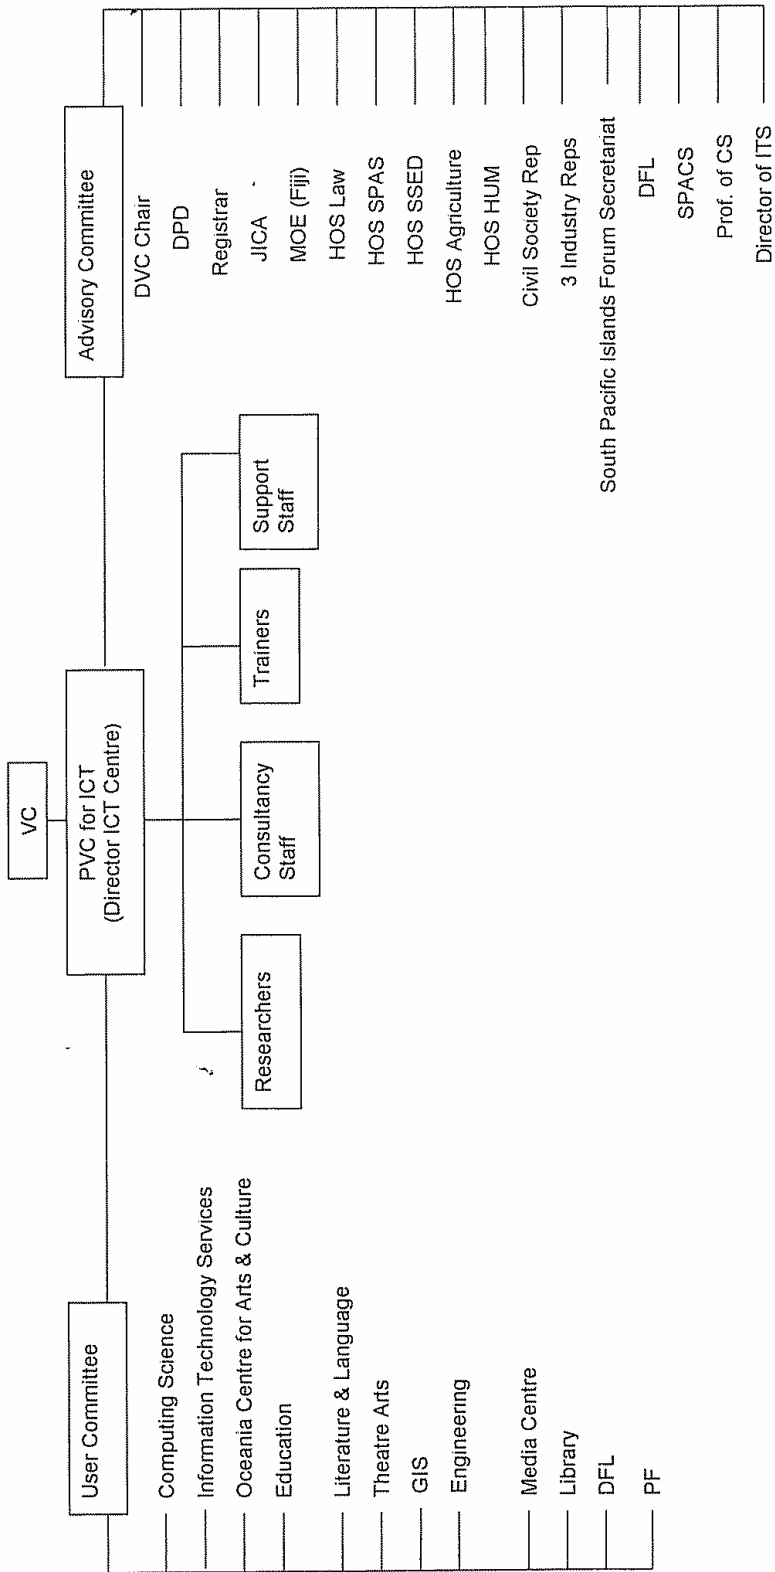 VC
PVC for ICT
(Director ICT Centre)
User Committee
Computing Science
Information Technology Services
Oceania Centre for Arts & Culture
Education
Literature & Language
Theatre Arts
GIS
Engineering
Media Centre
Library
DFL
PF
Researchers
Consultancy
Staff
Trainers
Support
Staff
Advisory Committee
DVC Chair
DPD
Registrar
JICA
MOE (Fiji)
HOS Law
HOS SPAS
HOS SSED
HOS Agriculture
HOS HUM
Civil Society Rep
3 Industry Reps
South Pacific Islands Forum Secretariat
DFL
SPACS
Prof. of CS
Director of ITS